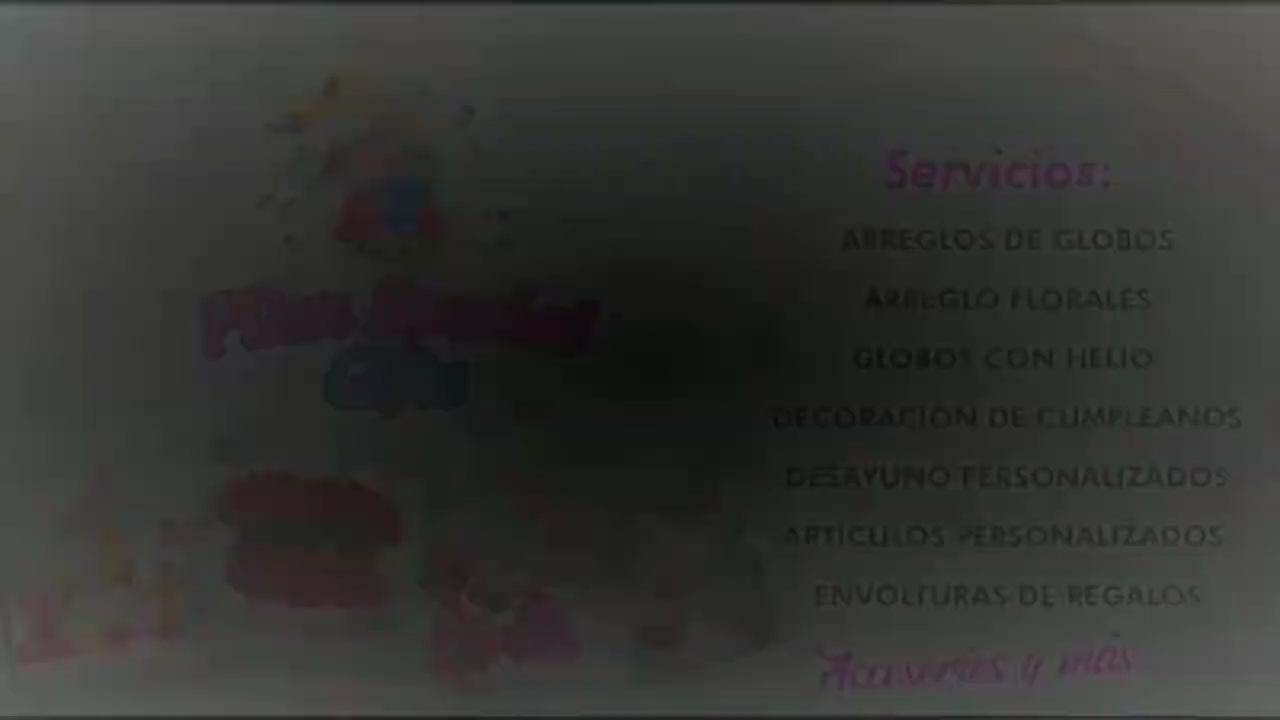 Servicios:
ARREGLOS DE GLOBOS
ARREGLO FLORALES
GLOBOS CON HELIO
DECORACION DE CUMPLEANOS
DESAYUNO PERSONALIZADOS
ARTICULOS PERSONALIZADOS
ENVOLTURAS DE REGALOS
Accesorios y más